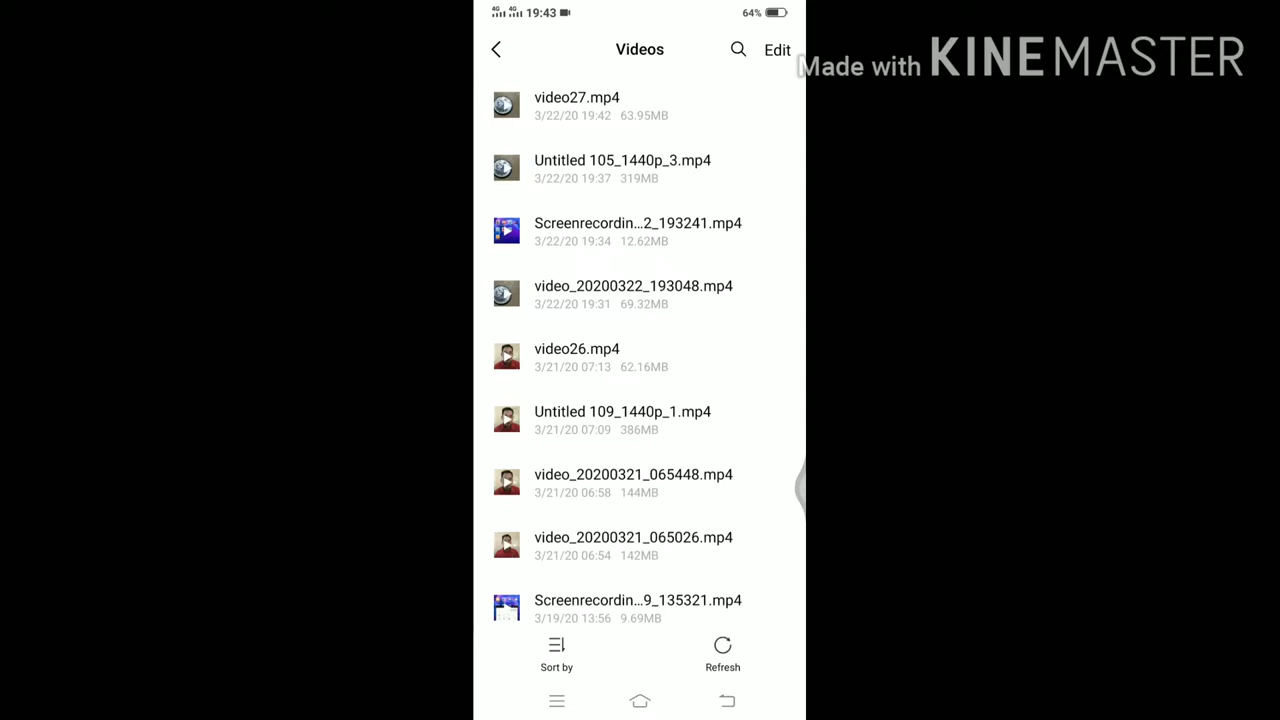 4G 4G 19:43 64%
Videos Edit
Made with KINEMASTER
video27.mp4
3/22/20 19:42 63.95MB
Untitled 105_1440p_3.mp4
3/22/20 19:37 319MB
Screenrecordin...2_193241.mp4
3/22/20 19:34 12.62MB
video_20200322_193048.mp4
3/22/20 19:31 69.32MB
video26.mp4
3/21/20 07:13 62.16MB
Untitled 109_1440p_1.mp4
3/21/20 07:09 386MB
video_20200321_065448.mp4
3/21/20 06:58 144MB
video_20200321_065026.mp4
3/21/20 06:54 142MB
Screenrecordin...9_135321.mp4
3/19/20 13:56 9.69MB
Sort by Refresh